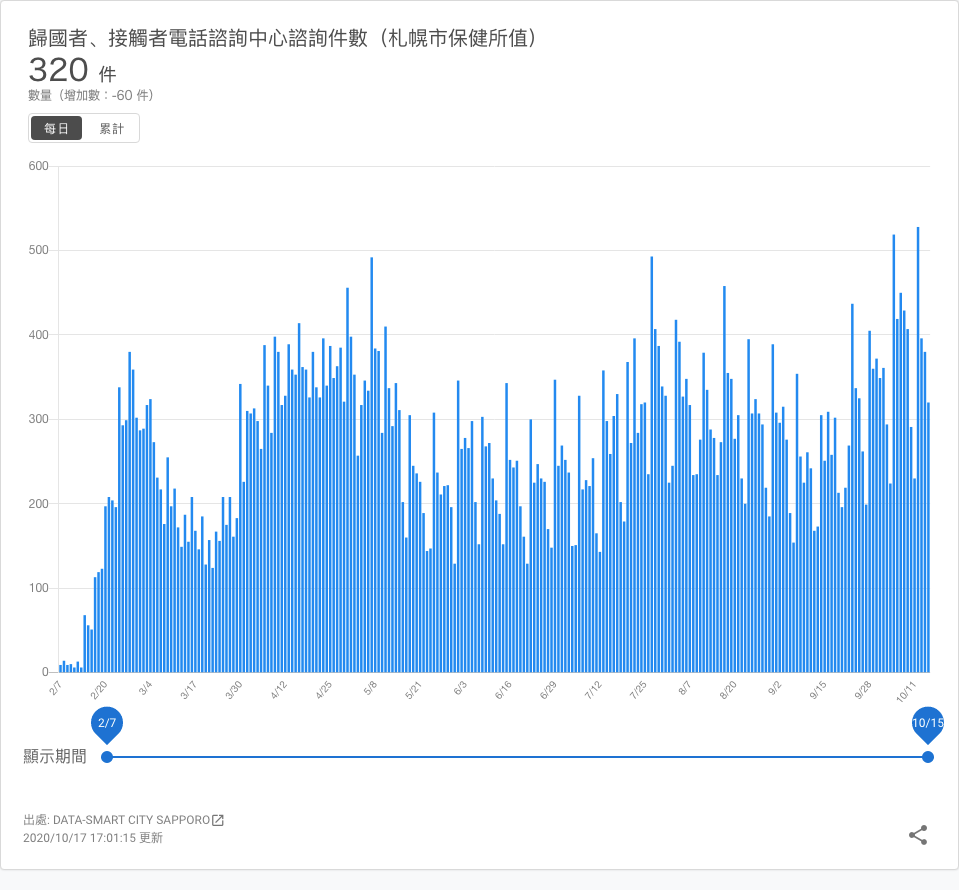 歸國者、接觸者電話諮詢中心諮詢件數（札幌市保健所值）
320 件
數量（增加數：-60 件）
每日 累計
600
500
400
300
200
100
0
2/7 2/20 3/4 3/17 3/30 4/12 4/25 5/8 5/21 6/3 6/16 6/29 7/12 7/25 8/7 8/20 9/2 9/15 9/28 10/11
2/7 10/15
顯示期間
出處: DATA-SMART CITY SAPPORO
2020/10/17 17:01:15 更新